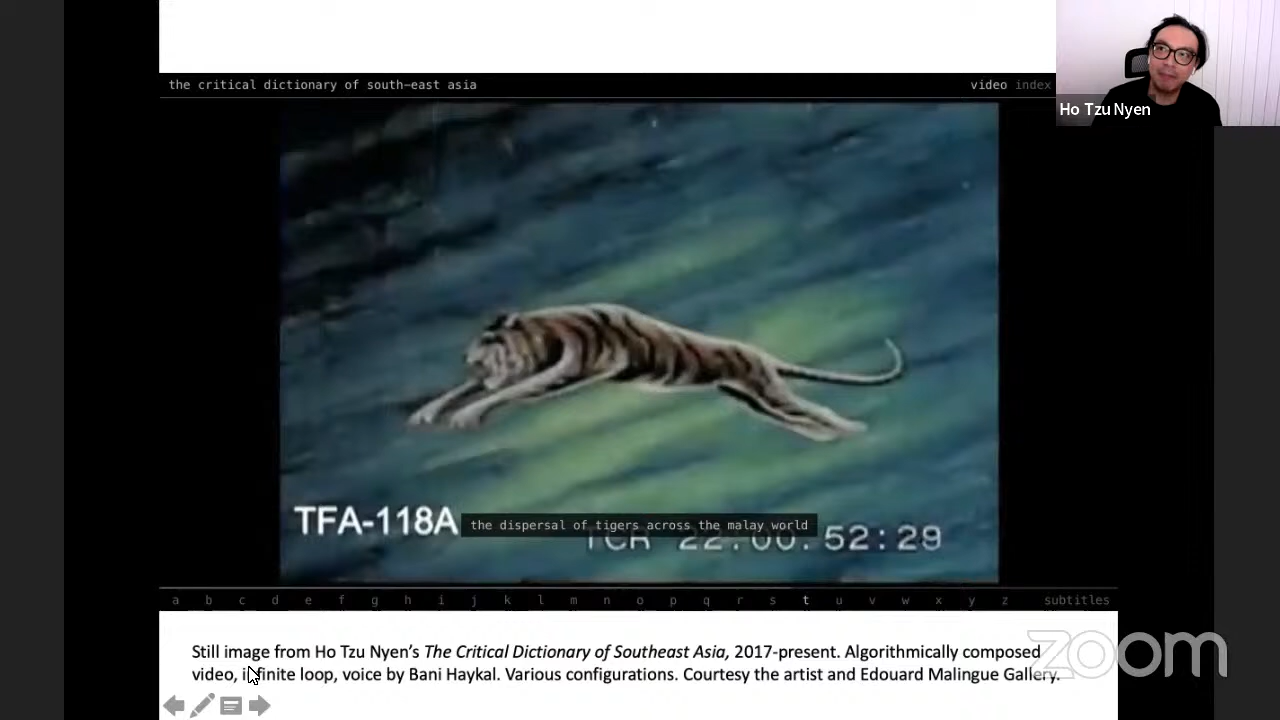 the critical dictionary of south-east asia
video index
Ho Tzu Nyen
TFA-118A
the dispersal of tigers across the malay world
TCR 22:00:52:29
a b c d e f g h i j k l m n o p q r s t u v w x y z subtitles
Still image from Ho Tzu Nyen’s The Critical Dictionary of Southeast Asia, 2017-present. Algorithmically composed
video, infinite loop, voice by Bani Haykal. Various configurations. Courtesy the artist and Edouard Malingue Gallery.
zoom